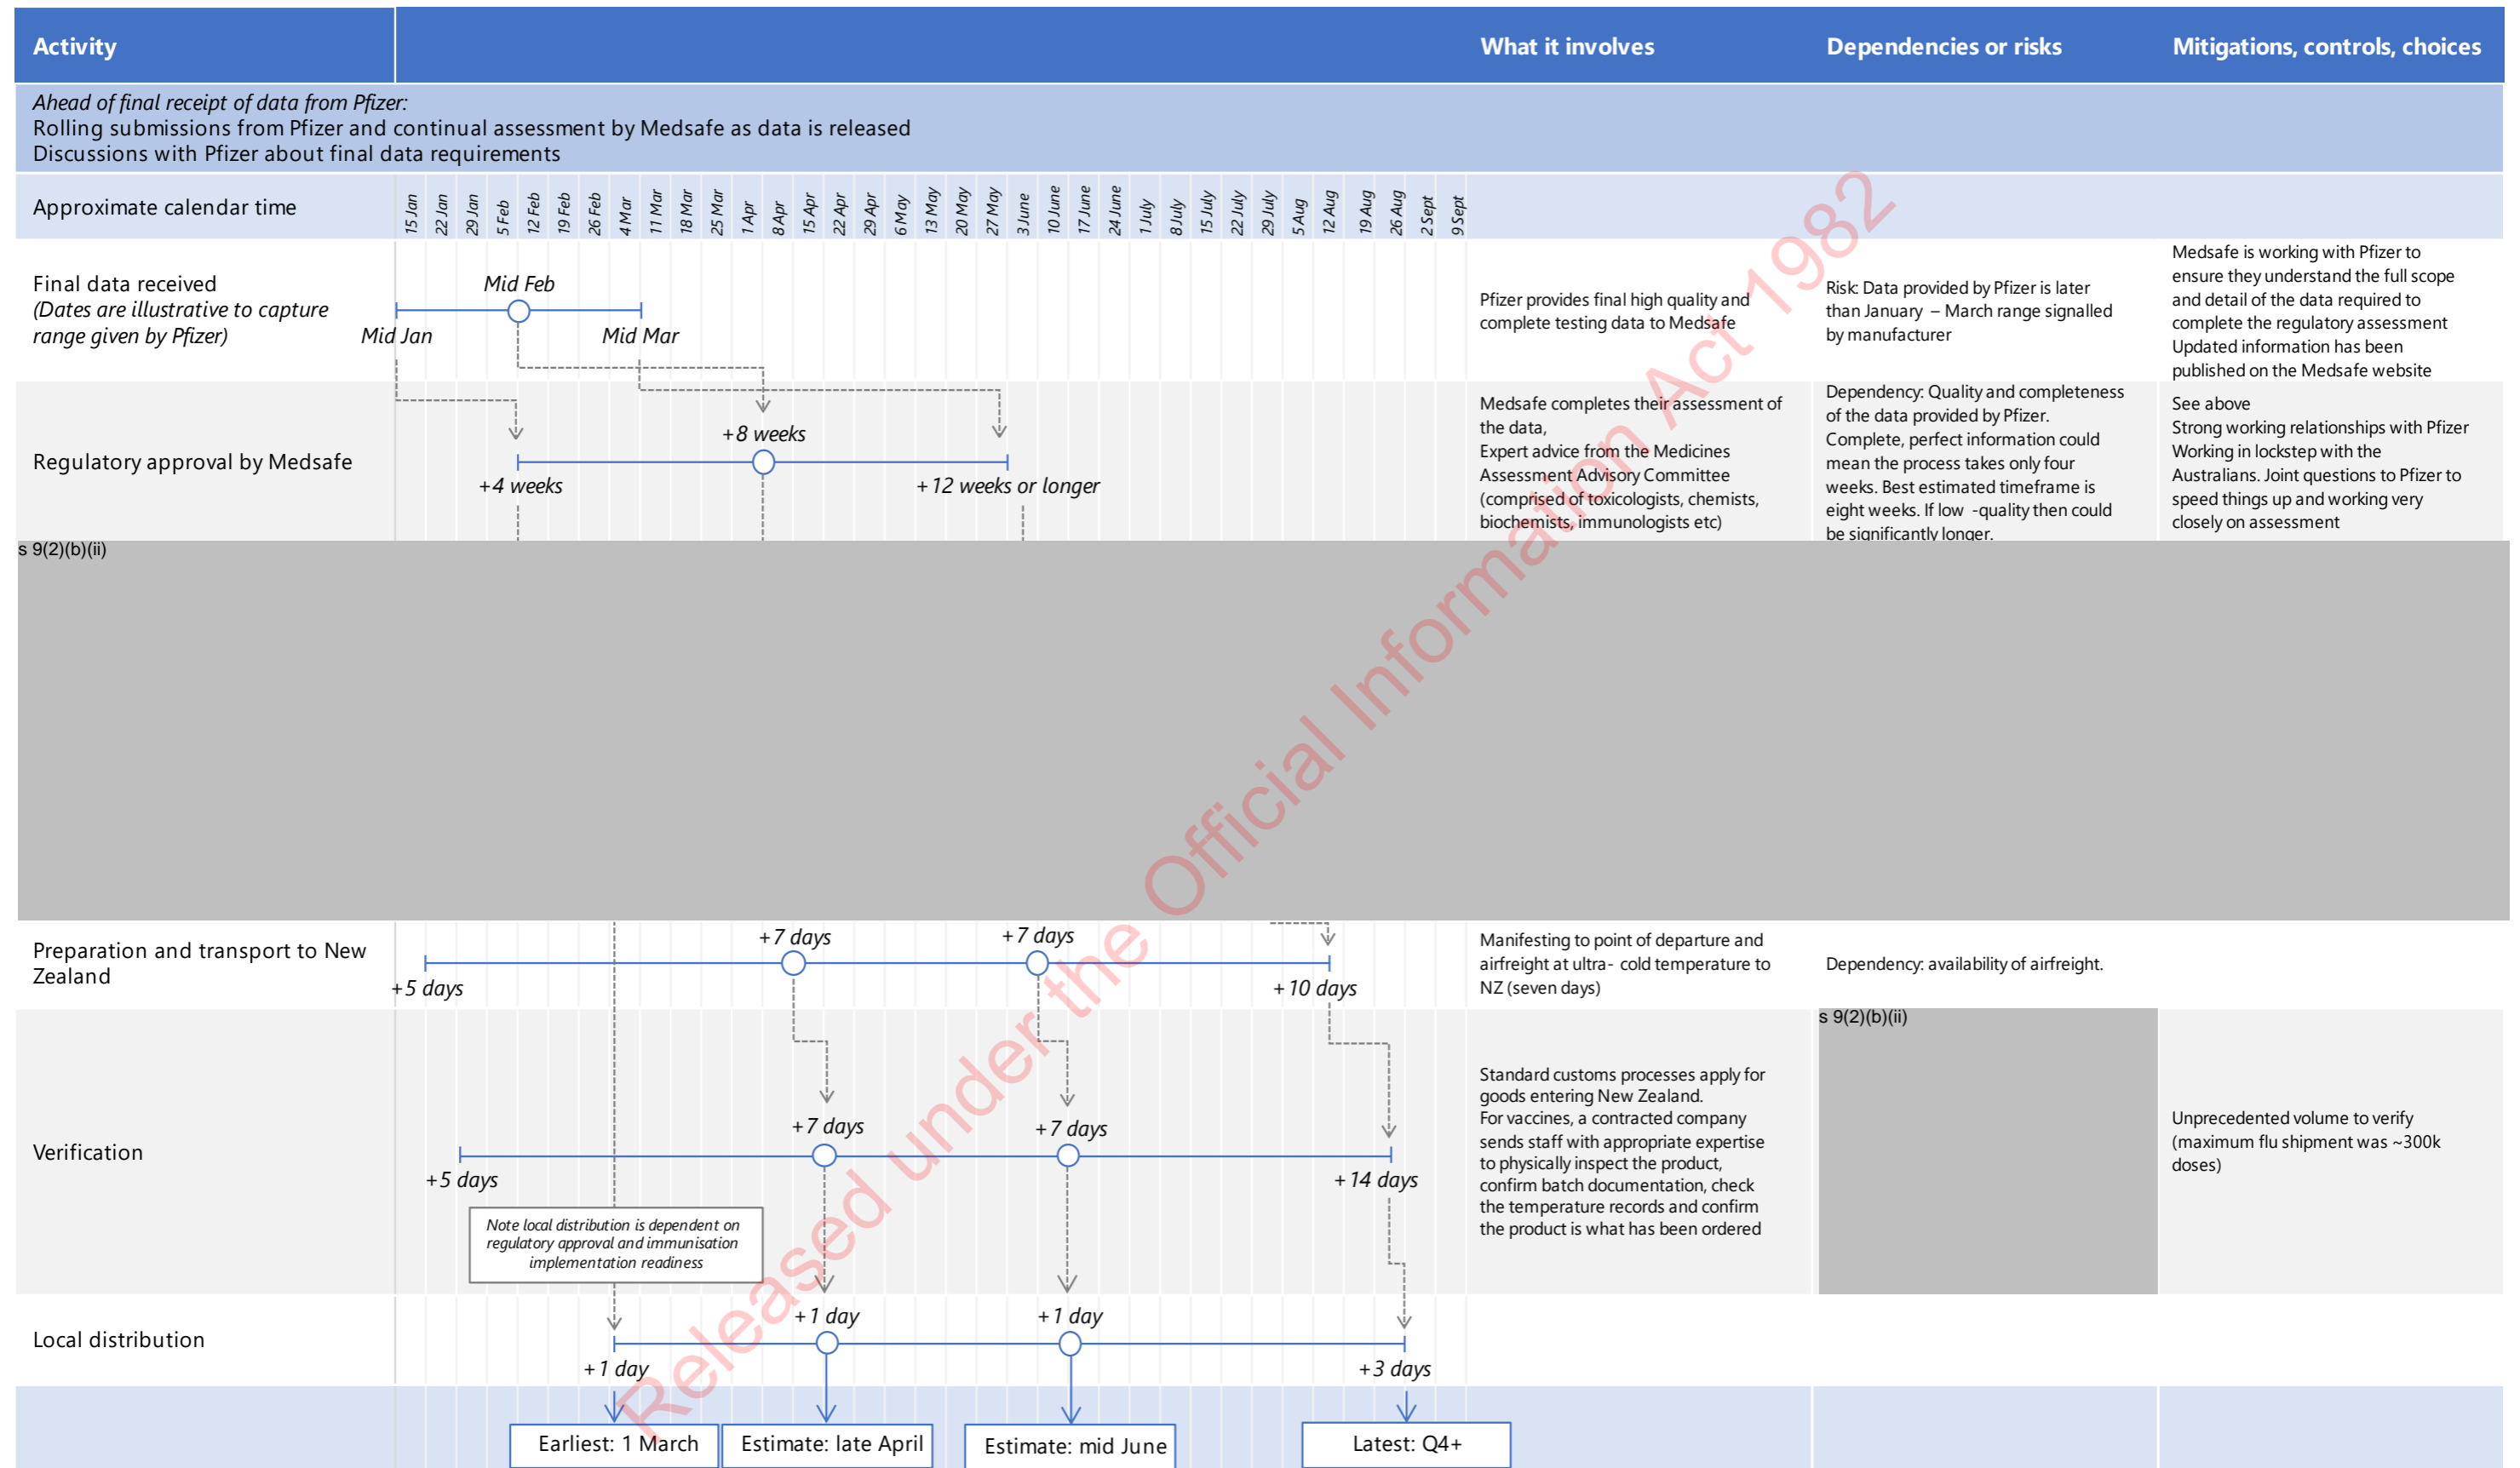 Activity
What it involves
Dependencies or risks
Mitigations, controls, choices
Ahead of final receipt of data from Pfizer:
Rolling submissions from Pfizer and continual assessment by Medsafe as data is released
Discussions with Pfizer about final data requirements
Approximate calendar time
15 Jan
22 Jan
29 Jan
5 Feb
12 Feb
19 Feb
26 Feb
4 Mar
11 Mar
18 Mar
25 Mar
1 Apr
8 Apr
15 Apr
22 Apr
29 Apr
6 May
13 May
20 May
27 May
3 June
10 June
17 June
24 June
1 July
8 July
15 July
22 July
29 July
5 Aug
12 Aug
19 Aug
26 Aug
2 Sept
9 Sept
Final data received
(Dates are illustrative to capture
range given by Pfizer)
Mid Feb
Mid Jan
Mid Mar
Pfizer provides final high quality and
complete testing data to Medsafe
Risk: Data provided by Pfizer is later
than January – March range signalled
by manufacturer
Medsafe is working with Pfizer to
ensure they understand the full scope
and detail of the data required to
complete the regulatory assessment
Updated information has been
published on the Medsafe website
Regulatory approval by Medsafe
+8 weeks
+4 weeks
+12 weeks or longer
Medsafe completes their assessment of
the data,
Expert advice from the Medicines
Assessment Advisory Committee
(comprised of toxicologists, chemists,
biochemists, immunologists etc)
Dependency: Quality and completeness
of the data provided by Pfizer.
Complete, perfect information could
mean the process takes only four
weeks. Best estimated timeframe is
eight weeks. If low -quality then could
be significantly longer.
See above
Strong working relationships with Pfizer
Working in lockstep with the
Australians. Joint questions to Pfizer to
speed things up and working very
closely on assessment
s 9(2)(b)(ii)
Preparation and transport to New
Zealand
+7 days
+7 days
+5 days
+10 days
Manifesting to point of departure and
airfreight at ultra- cold temperature to
NZ (seven days)
Dependency: availability of airfreight.
Verification
+7 days
+7 days
+5 days
+14 days
Note local distribution is dependent on
regulatory approval and immunisation
implementation readiness
Standard customs processes apply for
goods entering New Zealand.
For vaccines, a contracted company
sends staff with appropriate expertise
to physically inspect the product,
confirm batch documentation, check
the temperature records and confirm
the product is what has been ordered
s 9(2)(b)(ii)
Unprecedented volume to verify
(maximum flu shipment was ~300k
doses)
Local distribution
+1 day
+1 day
+1 day
+3 days
Earliest: 1 March
Estimate: late April
Estimate: mid June
Latest: Q4+
Released under the Official Information Act 1982